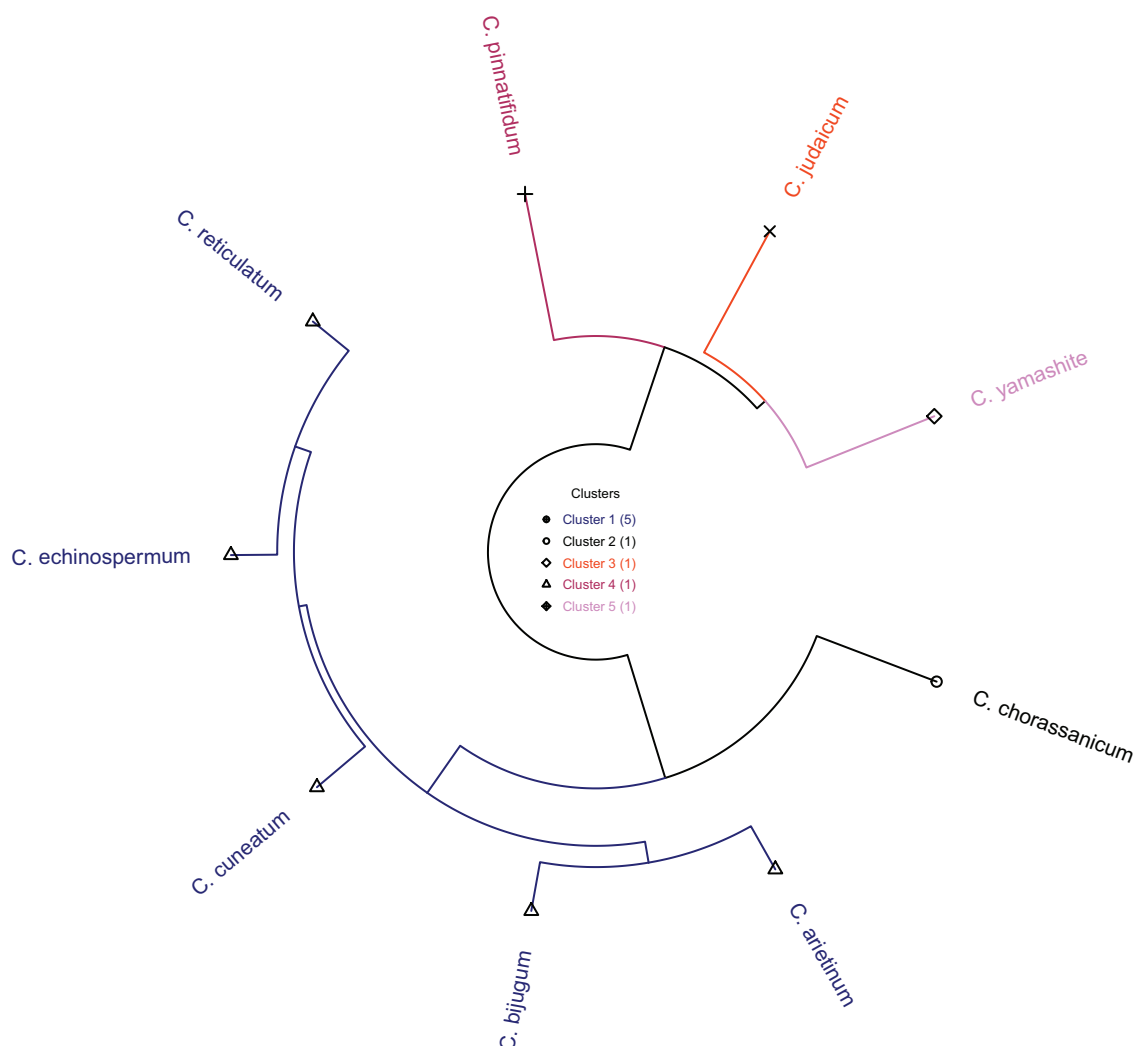 C. pinnatifidum
C. judaicum
C. reticulatum
C. yamashite
Clusters
Cluster 1 (5)
Cluster 2 (1)
Cluster 3 (1)
Cluster 4 (1)
Cluster 5 (1)
C. echinospermum
C. chorassanicum
C. cuneatum
C. arietinum
C. bijugum